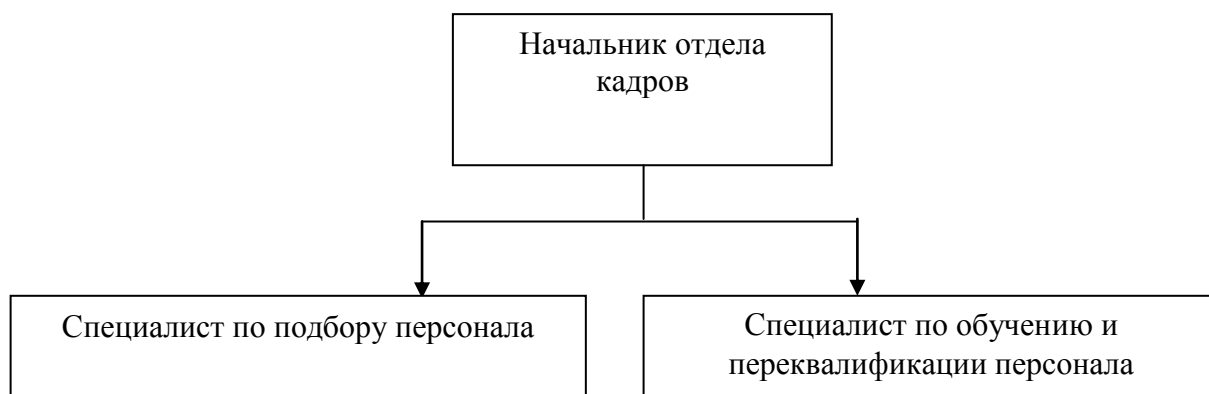 Начальник отдела
кадров
Специалист по подбору персонала
Специалист по обучению и
переквалификации персонала